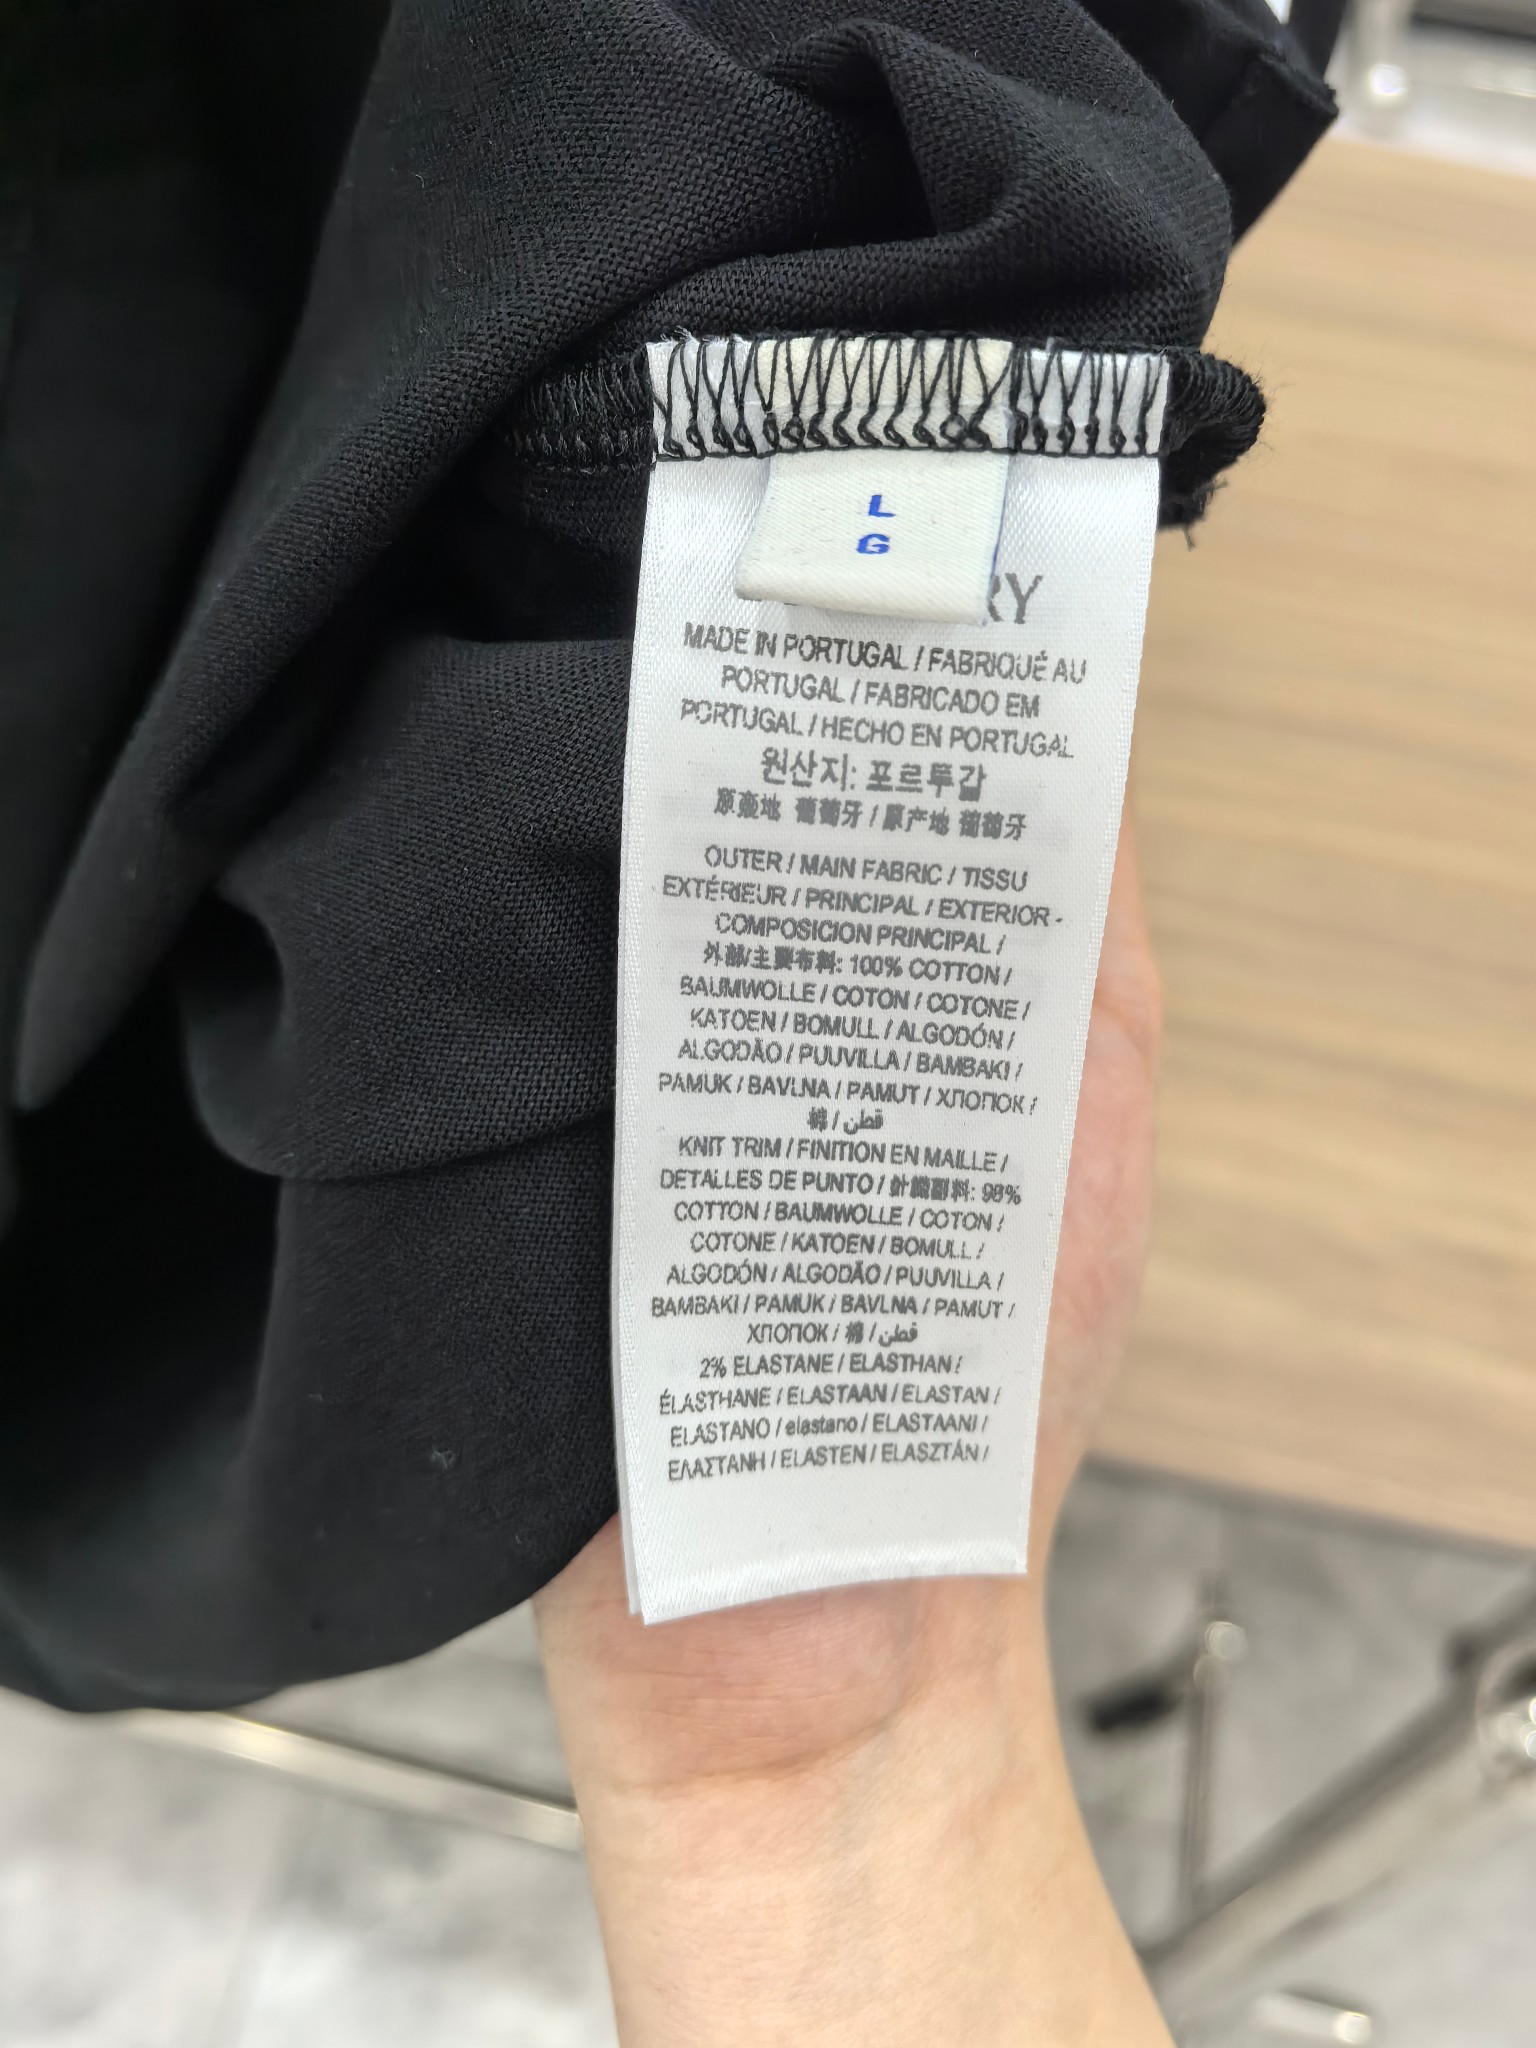 L
G
RY
MADE IN PORTUGAL / FABRIQUÉ AU
PORTUGAL / FABRICADO EM
PORTUGAL / HECHO EN PORTUGAL
원산지: 포르투갈
原產地 葡萄牙 / 原产地 葡萄牙
OUTER / MAIN FABRIC / TISSU
EXTÉRIEUR / PRINCIPAL / EXTERIOR -
COMPOSICION PRINCIPAL /
外部/主要布料: 100% COTTON /
BAUMWOLLE / COTON / COTONE /
KATOEN / BOMULL / ALGODÓN /
ALGODÃO / PUUVILLA / BAMBAKI /
PAMUK / BAVLNA / PAMUT / ХЛОПОК /
棉 / قطن
KNIT TRIM / FINITION EN MAILLE /
DETALLES DE PUNTO / 針織副料: 98%
COTTON / BAUMWOLLE / COTON /
COTONE / KATOEN / BOMULL /
ALGODÓN / ALGODÃO / PUUVILLA /
BAMBAKI / PAMUK / BAVLNA / PAMUT /
ХЛОПОК / 棉 / قطن
2% ELASTANE / ELASTHAN /
ÉLASTHANE / ELASTAAN / ELASTAN /
ELASTANO / elastano / ELASTAANI /
ΕΛΑΣΤΑΝΗ / ELASTEN / ELASZTÁN /